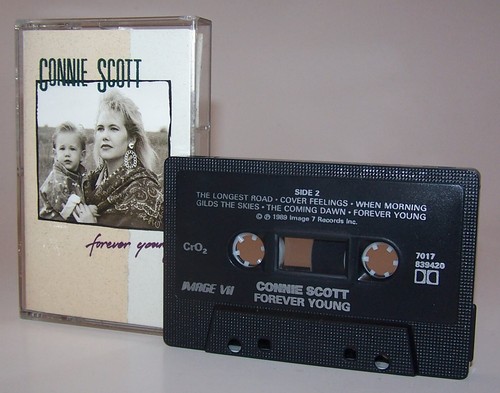 CONNIE SCOTT
forever young
SIDE 2
THE LONGEST ROAD • COVER FEELINGS • WHEN MORNING
GILDS THE SKIES • THE COMING DAWN • FOREVER YOUNG
© ℗ 1989 Image 7 Records Inc.
CrO₂
7017
839420
IMAGE VII
CONNIE SCOTT
FOREVER YOUNG